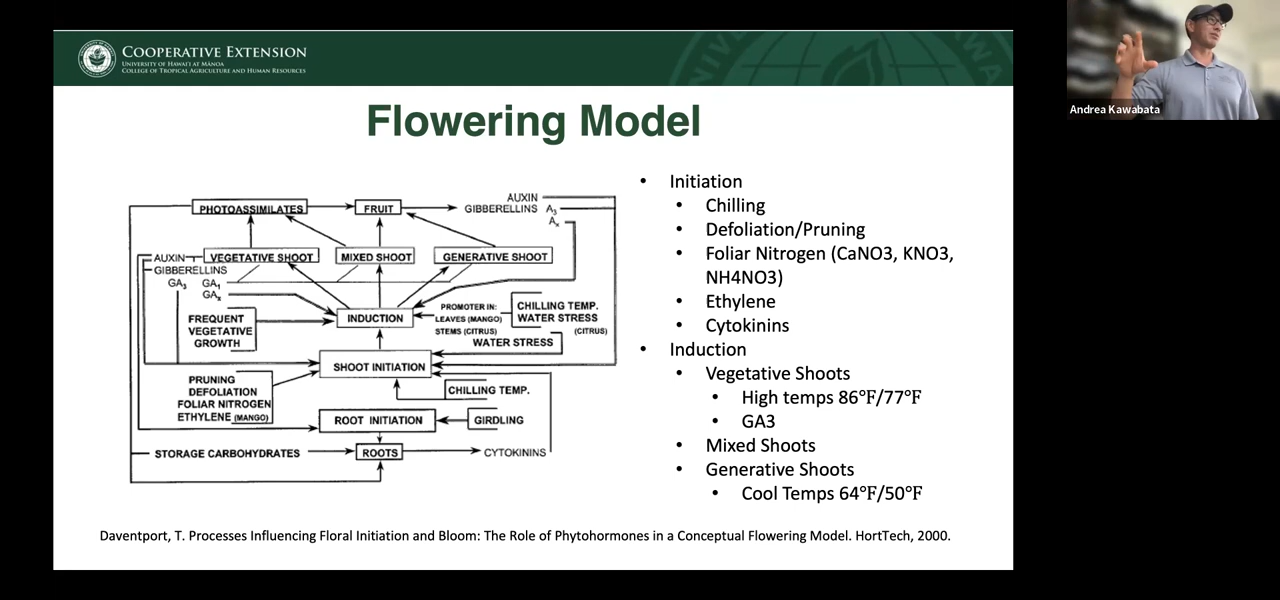 COOPERATIVE EXTENSION
UNIVERSITY OF HAWAI'I AT MĀNOA
COLLEGE OF TROPICAL AGRICULTURE AND HUMAN RESOURCES
Andrea Kawabata
Flowering Model
AUXIN
GIBBERELLINS A3
Ax
PHOTOASSIMILATES
FRUIT
AUXIN
GIBBERELLINS
GA3 GA1
GAx
VEGETATIVE SHOOT
MIXED SHOOT
GENERATIVE SHOOT
FREQUENT
VEGETATIVE
GROWTH
INDUCTION
PROMOTER IN:
LEAVES (MANGO)
STEMS (CITRUS)
CHILLING TEMP.
WATER STRESS
(CITRUS)
WATER STRESS
SHOOT INITIATION
PRUNING
DEFOLIATION
FOLIAR NITROGEN
ETHYLENE (MANGO)
CHILLING TEMP.
ROOT INITIATION
GIRDLING
STORAGE CARBOHYDRATES
ROOTS
CYTOKININS
• Initiation
• Chilling
• Defoliation/Pruning
• Foliar Nitrogen (CaNO3, KNO3,
NH4NO3)
• Ethylene
• Cytokinins
• Induction
• Vegetative Shoots
• High temps 86°F/77°F
• GA3
• Mixed Shoots
• Generative Shoots
• Cool Temps 64°F/50°F
Daventport, T. Processes Influencing Floral Initiation and Bloom: The Role of Phytohormones in a Conceptual Flowering Model. HortTech, 2000.